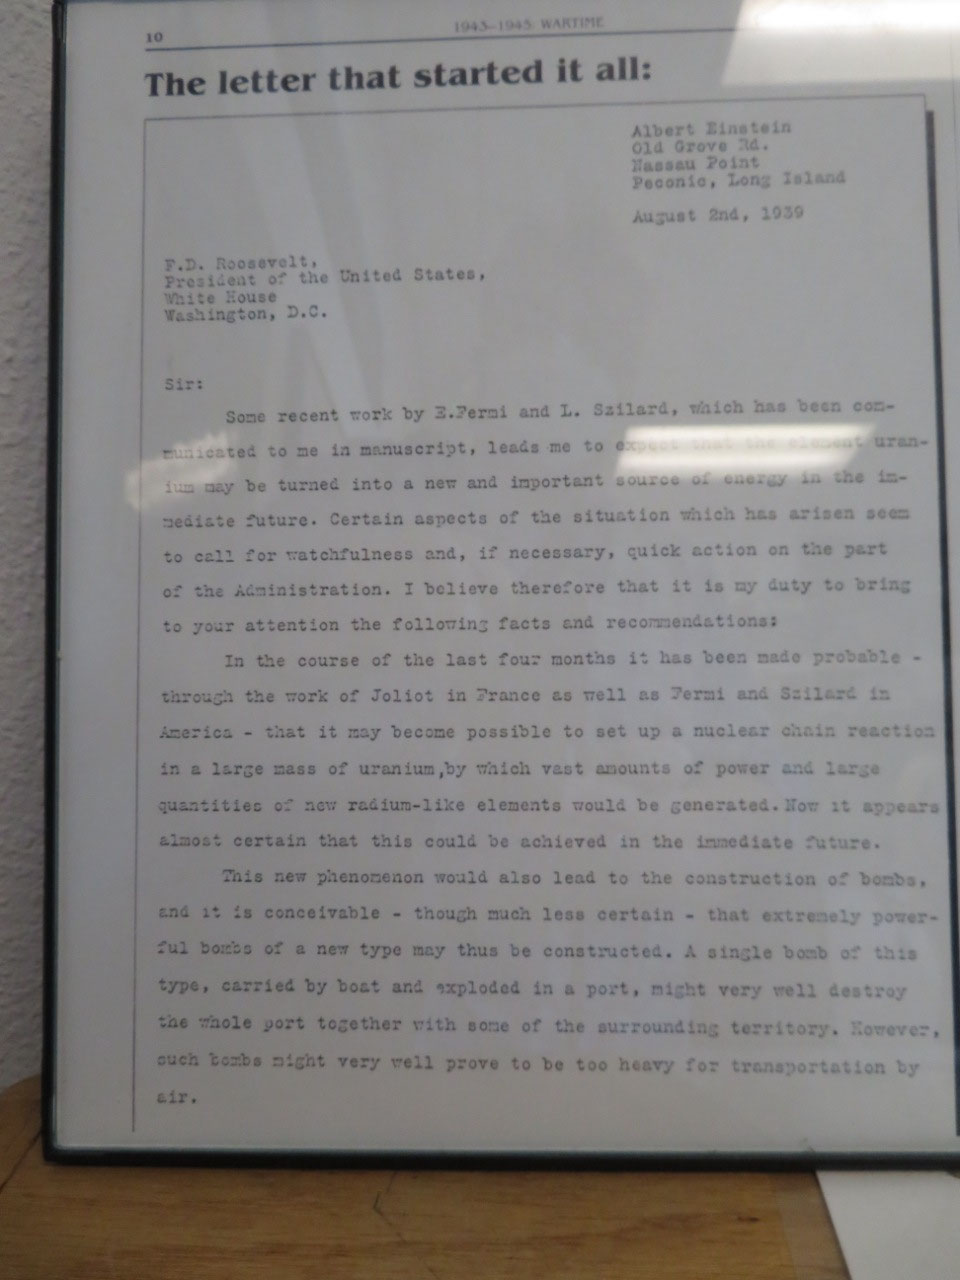 10
1943-1945 WARTIME
The letter that started it all:
Albert Einstein
Old Grove Rd.
Nassau Point
Peconic, Long Island
August 2nd, 1939
F.D. Roosevelt,
President of the United States,
White House
Washington, D.C.
Sir:
Some recent work by E.Fermi and L. Szilard, which has been com-
municated to me in manuscript, leads me to expect that the element uran-
ium may be turned into a new and important source of energy in the im-
mediate future. Certain aspects of the situation which has arisen seem
to call for watchfulness and, if necessary, quick action on the part
of the Administration. I believe therefore that it is my duty to bring
to your attention the following facts and recommendations:
In the course of the last four months it has been made probable -
through the work of Joliot in France as well as Fermi and Szilard in
America - that it may become possible to set up a nuclear chain reaction
in a large mass of uranium,by which vast amounts of power and large
quantities of new radium-like elements would be generated. Now it appears
almost certain that this could be achieved in the immediate future.
This new phenomenon would also lead to the construction of bombs,
and it is conceivable - though much less certain - that extremely power-
ful bombs of a new type may thus be constructed. A single bomb of this
type, carried by boat and exploded in a port, might very well destroy
the whole port together with some of the surrounding territory. However,
such bombs might very well prove to be too heavy for transportation by
air.